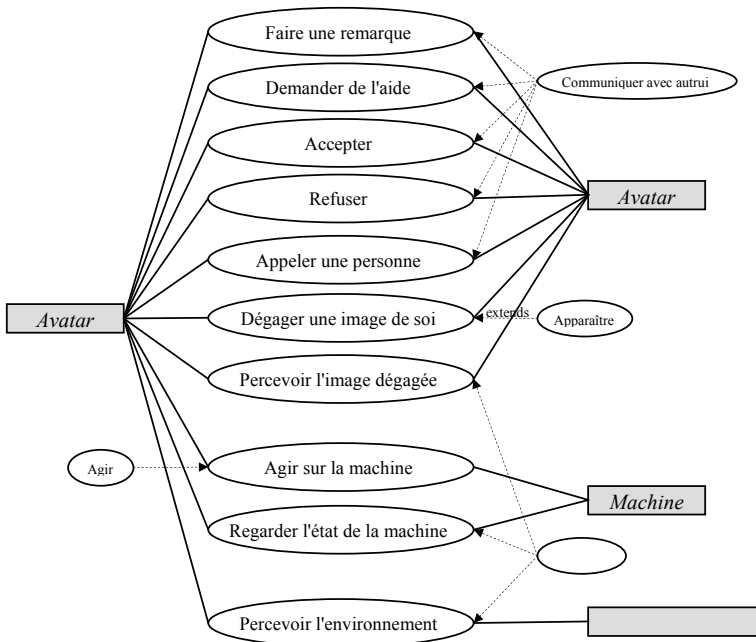 Faire une remarque
Communiquer avec autrui
Demander de l'aide
Accepter
Refuser
Avatar
Appeler une personne
Avatar
Dégager une image de soi
extends
Apparaître
Percevoir l'image dégagée
Agir
Agir sur la machine
Machine
Regarder l'état de la machine
Percevoir l'environnement